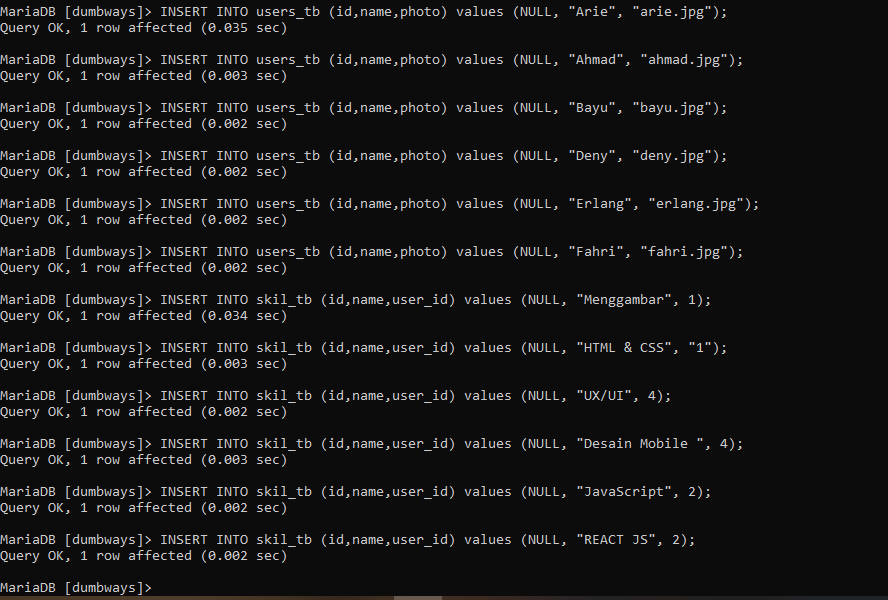 MariaDB [dumbways]> INSERT INTO users_tb (id,name,photo) values (NULL, "Arie", "arie.jpg");
Query OK, 1 row affected (0.035 sec)
MariaDB [dumbways]> INSERT INTO users_tb (id,name,photo) values (NULL, "Ahmad", "ahmad.jpg");
Query OK, 1 row affected (0.003 sec)
MariaDB [dumbways]> INSERT INTO users_tb (id,name,photo) values (NULL, "Bayu", "bayu.jpg");
Query OK, 1 row affected (0.002 sec)
MariaDB [dumbways]> INSERT INTO users_tb (id,name,photo) values (NULL, "Deny", "deny.jpg");
Query OK, 1 row affected (0.002 sec)
MariaDB [dumbways]> INSERT INTO users_tb (id,name,photo) values (NULL, "Erlang", "erlang.jpg");
Query OK, 1 row affected (0.002 sec)
MariaDB [dumbways]> INSERT INTO users_tb (id,name,photo) values (NULL, "Fahri", "fahri.jpg");
Query OK, 1 row affected (0.002 sec)
MariaDB [dumbways]> INSERT INTO skil_tb (id,name,user_id) values (NULL, "Menggambar", 1);
Query OK, 1 row affected (0.034 sec)
MariaDB [dumbways]> INSERT INTO skil_tb (id,name,user_id) values (NULL, "HTML & CSS", "1");
Query OK, 1 row affected (0.003 sec)
MariaDB [dumbways]> INSERT INTO skil_tb (id,name,user_id) values (NULL, "UX/UI", 4);
Query OK, 1 row affected (0.002 sec)
MariaDB [dumbways]> INSERT INTO skil_tb (id,name,user_id) values (NULL, "Desain Mobile ", 4);
Query OK, 1 row affected (0.003 sec)
MariaDB [dumbways]> INSERT INTO skil_tb (id,name,user_id) values (NULL, "JavaScript", 2);
Query OK, 1 row affected (0.002 sec)
MariaDB [dumbways]> INSERT INTO skil_tb (id,name,user_id) values (NULL, "REACT JS", 2);
Query OK, 1 row affected (0.002 sec)
MariaDB [dumbways]>